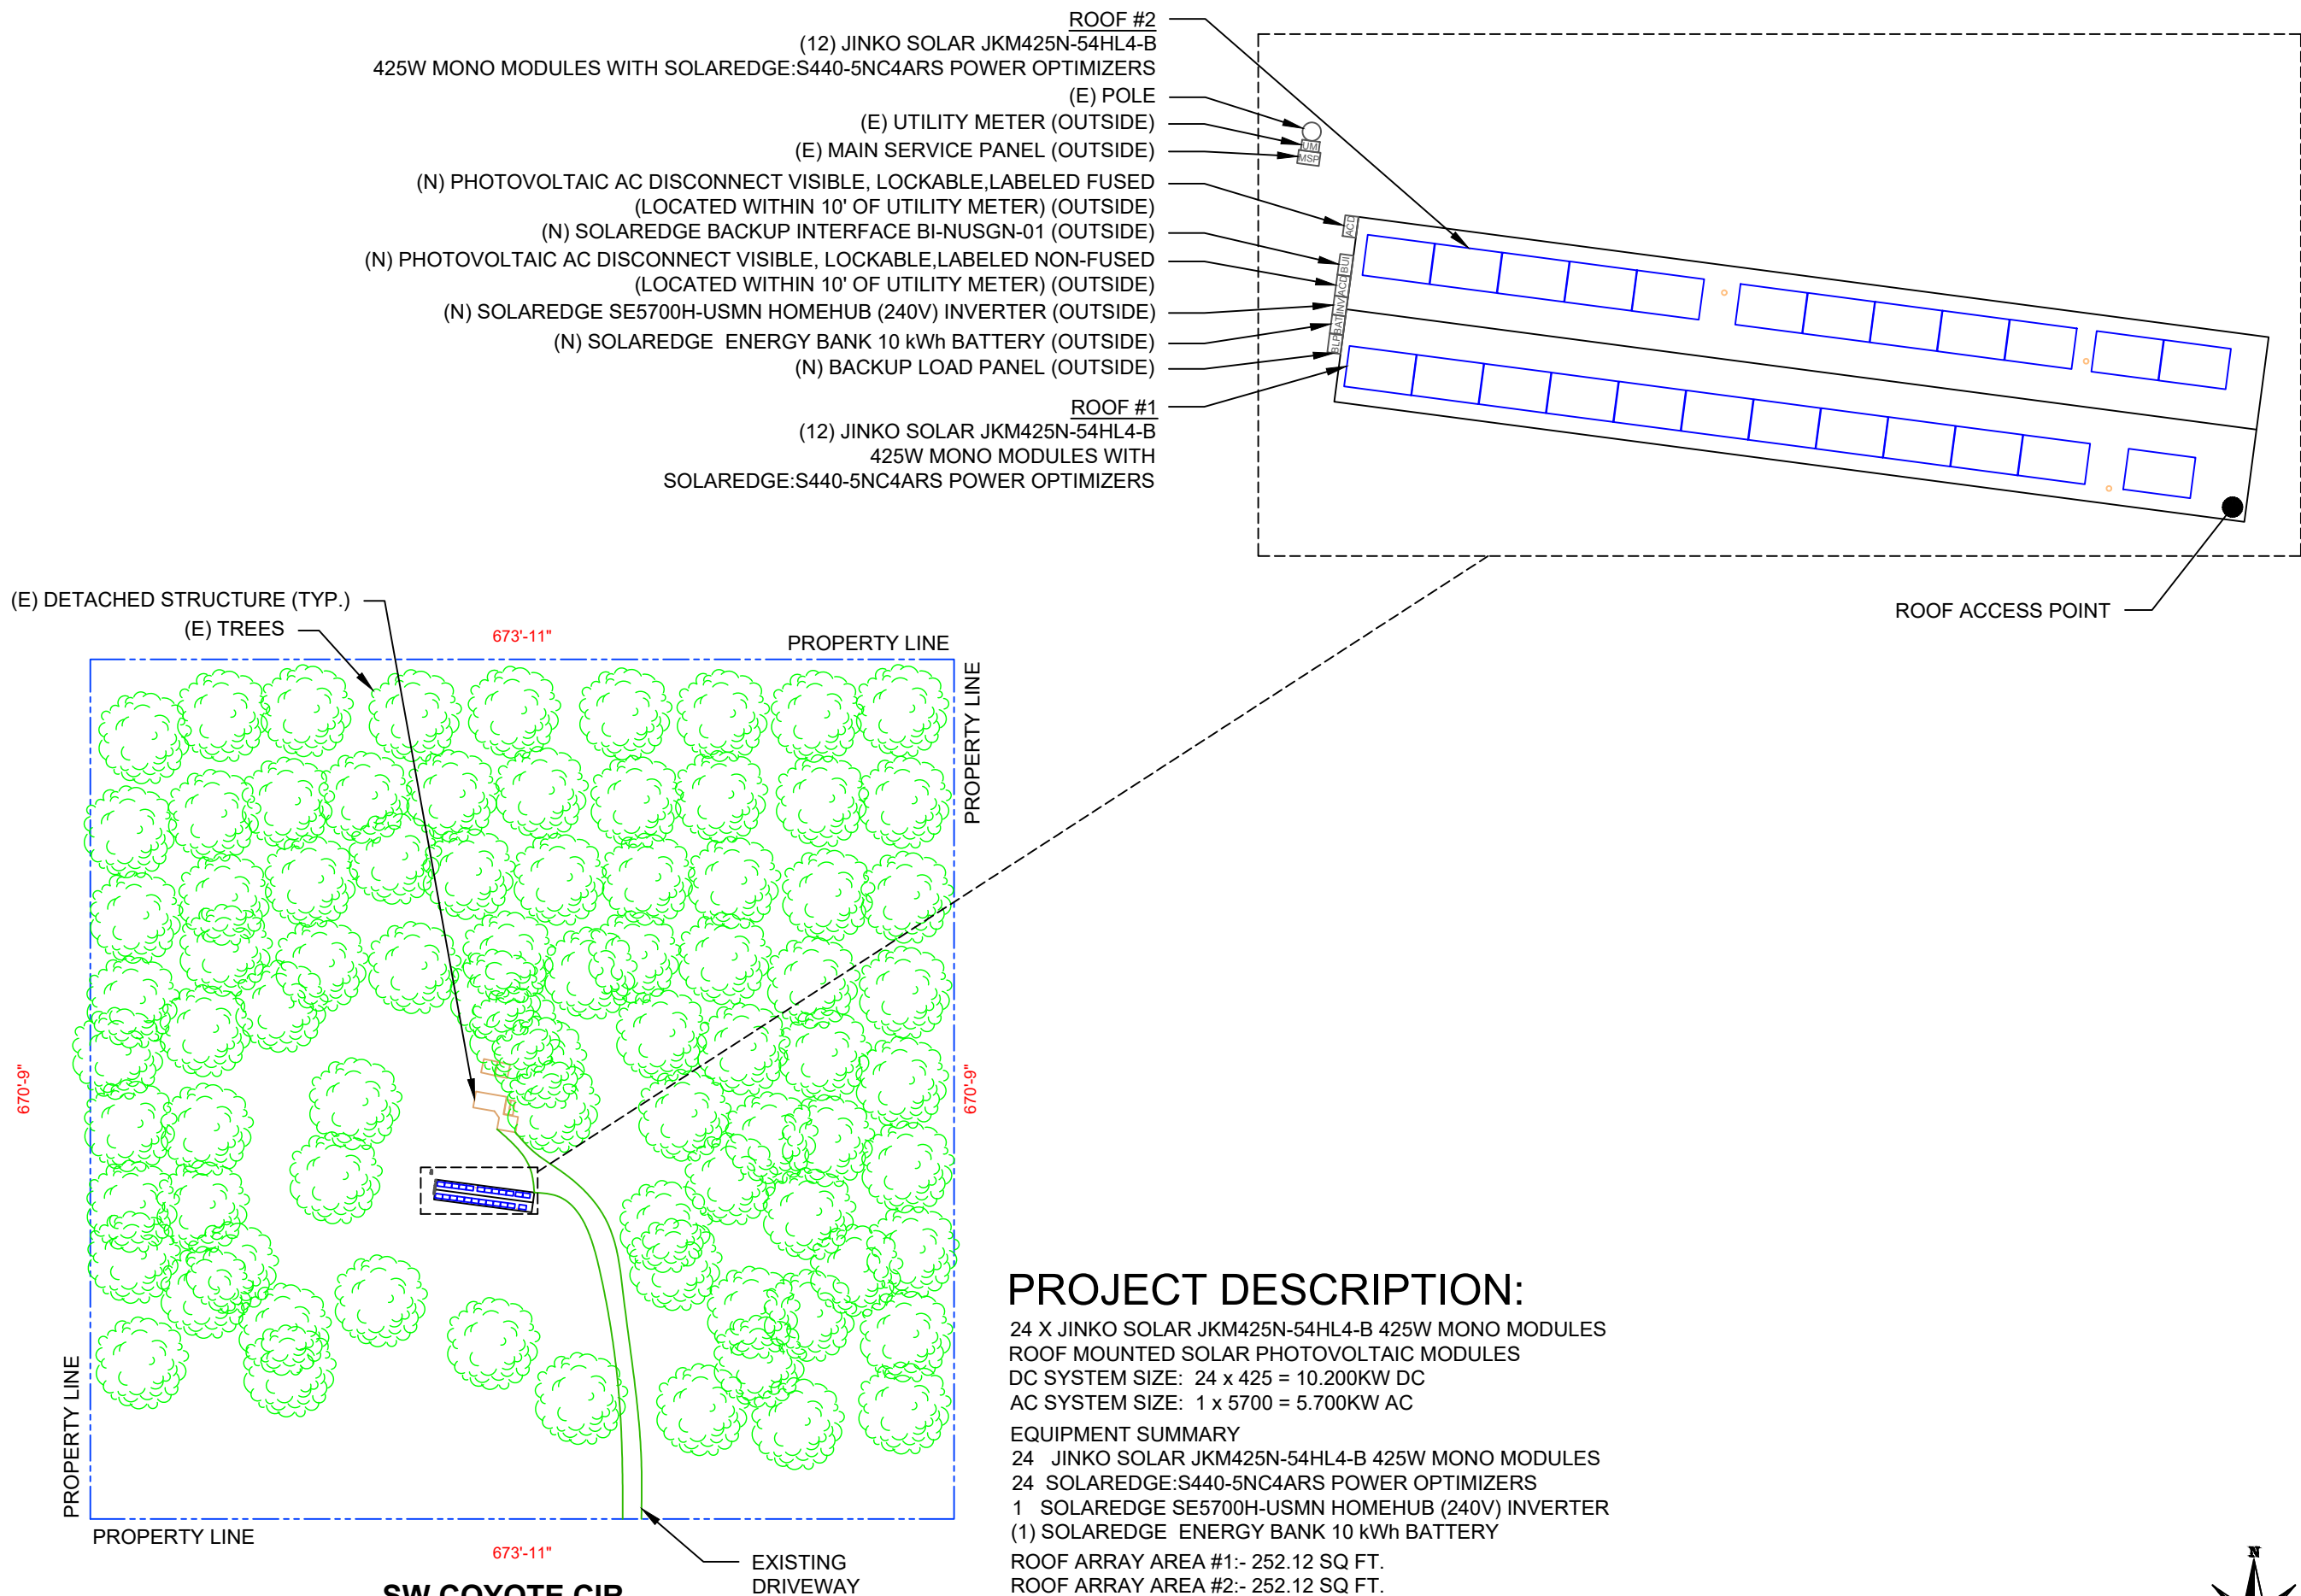 ROOF #2
(12) JINKO SOLAR JKM425N-54HL4-B
425W MONO MODULES WITH SOLAREDGE:S440-5NC4ARS POWER OPTIMIZERS
(E) POLE
(E) UTILITY METER (OUTSIDE)
(E) MAIN SERVICE PANEL (OUTSIDE)
(N) PHOTOVOLTAIC AC DISCONNECT VISIBLE, LOCKABLE,LABELED FUSED
(LOCATED WITHIN 10' OF UTILITY METER) (OUTSIDE)
(N) SOLAREDGE BACKUP INTERFACE BI-NUSGN-01 (OUTSIDE)
(N) PHOTOVOLTAIC AC DISCONNECT VISIBLE, LOCKABLE,LABELED NON-FUSED
(LOCATED WITHIN 10' OF UTILITY METER) (OUTSIDE)
(N) SOLAREDGE SE5700H-USMN HOMEHUB (240V) INVERTER (OUTSIDE)
(N) SOLAREDGE ENERGY BANK 10 kWh BATTERY (OUTSIDE)
(N) BACKUP LOAD PANEL (OUTSIDE)
ROOF #1
(12) JINKO SOLAR JKM425N-54HL4-B
425W MONO MODULES WITH
SOLAREDGE:S440-5NC4ARS POWER OPTIMIZERS
UM
MSP
ACD
BUI
ACD
INV
BAT
BLP
ROOF ACCESS POINT
(E) DETACHED STRUCTURE (TYP.)
(E) TREES
673'-11"
PROPERTY LINE
PROPERTY LINE
670'-9"
670'-9"
PROPERTY LINE
PROPERTY LINE
673'-11"
EXISTING
DRIVEWAY
SW COYOTE CIR
PROJECT DESCRIPTION:
24 X JINKO SOLAR JKM425N-54HL4-B 425W MONO MODULES
ROOF MOUNTED SOLAR PHOTOVOLTAIC MODULES
DC SYSTEM SIZE: 24 x 425 = 10.200KW DC
AC SYSTEM SIZE: 1 x 5700 = 5.700KW AC
EQUIPMENT SUMMARY
24 JINKO SOLAR JKM425N-54HL4-B 425W MONO MODULES
24 SOLAREDGE:S440-5NC4ARS POWER OPTIMIZERS
1 SOLAREDGE SE5700H-USMN HOMEHUB (240V) INVERTER
(1) SOLAREDGE ENERGY BANK 10 kWh BATTERY
ROOF ARRAY AREA #1:- 252.12 SQ FT.
ROOF ARRAY AREA #2:- 252.12 SQ FT.
N